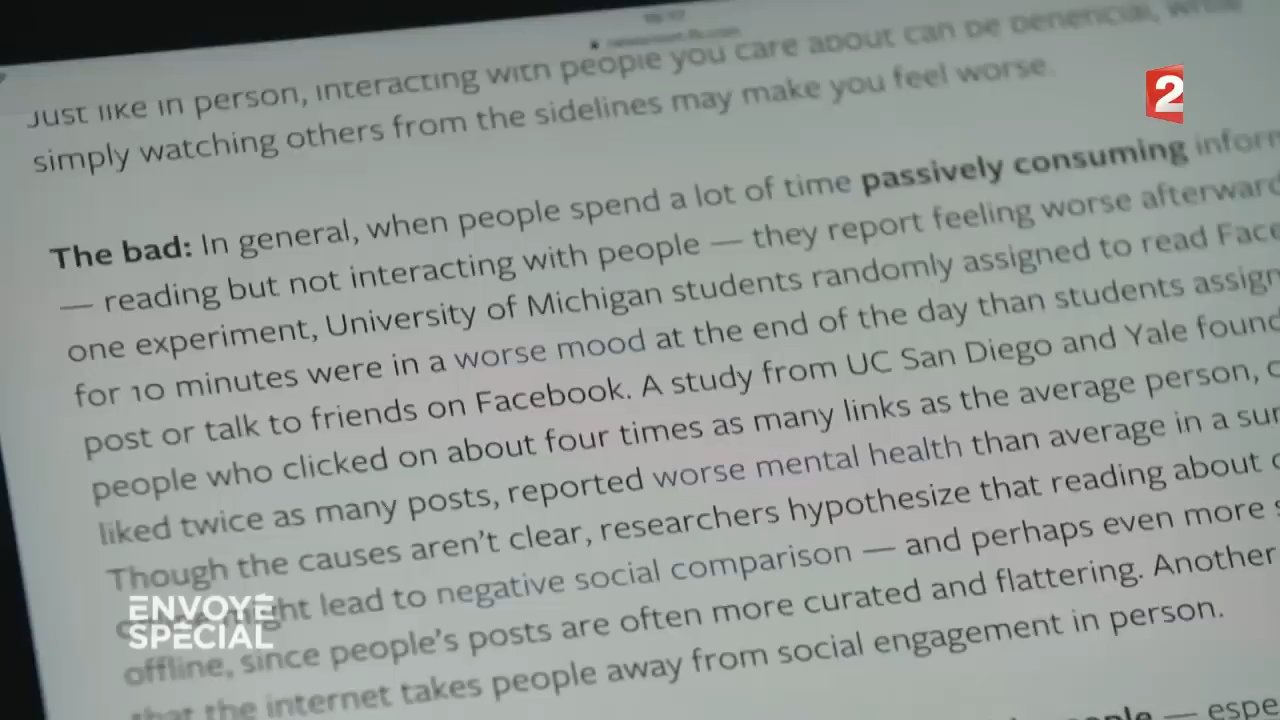 just like in person, interacting with people you care about can be beneficial,
simply watching others from the sidelines may make you feel worse.
2
The bad: In general, when people spend a lot of time passively consuming
— reading but not interacting with people — they report feeling worse afterward
one experiment, University of Michigan students randomly assigned to read
for 10 minutes were in a worse mood at the end of the day than students
post or talk to friends on Facebook. A study from UC San Diego and Yale found
people who clicked on about four times as many links as the average person,
liked twice as many posts, reported worse mental health than average in a
Though the causes aren't clear, researchers hypothesize that reading about
lead to negative social comparison — and perhaps even more
offline, since people's posts are often more curated and flattering. Another
that the internet takes people away from social engagement in person.
ENVOYÉ
SPÉCIAL